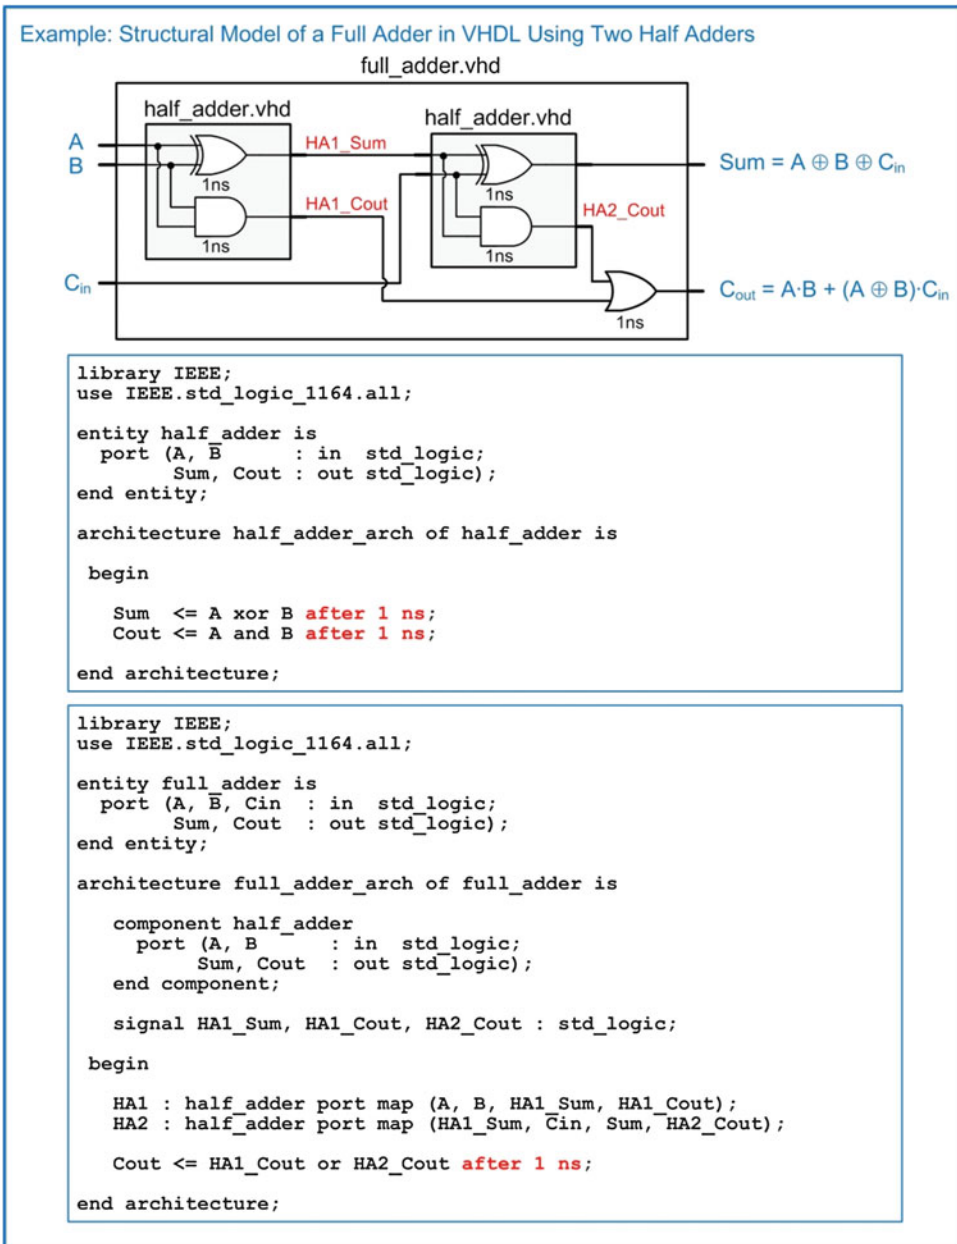 Example: Structural Model of a Full Adder in VHDL Using Two Half Adders
full_adder.vhd
half_adder.vhd
half_adder.vhd
A
B
HA1_Sum
1ns
HA1_Cout
1ns
1ns
HA2_Cout
1ns
Sum = A ⊕ B ⊕ Cin
Cin
Cout = A·B + (A ⊕ B)·Cin
1ns
library IEEE;
use IEEE.std_logic_1164.all;
entity half_adder is
port (A, B : in std_logic;
Sum, Cout : out std_logic);
end entity;
architecture half_adder_arch of half_adder is
begin
Sum <= A xor B after 1 ns;
Cout <= A and B after 1 ns;
end architecture;
library IEEE;
use IEEE.std_logic_1164.all;
entity full_adder is
port (A, B, Cin : in std_logic;
Sum, Cout : out std_logic);
end entity;
architecture full_adder_arch of full_adder is
component half_adder
port (A, B : in std_logic;
Sum, Cout : out std_logic);
end component;
signal HA1_Sum, HA1_Cout, HA2_Cout : std_logic;
begin
HA1 : half_adder port map (A, B, HA1_Sum, HA1_Cout);
HA2 : half_adder port map (HA1_Sum, Cin, Sum, HA2_Cout);
Cout <= HA1_Cout or HA2_Cout after 1 ns;
end architecture;